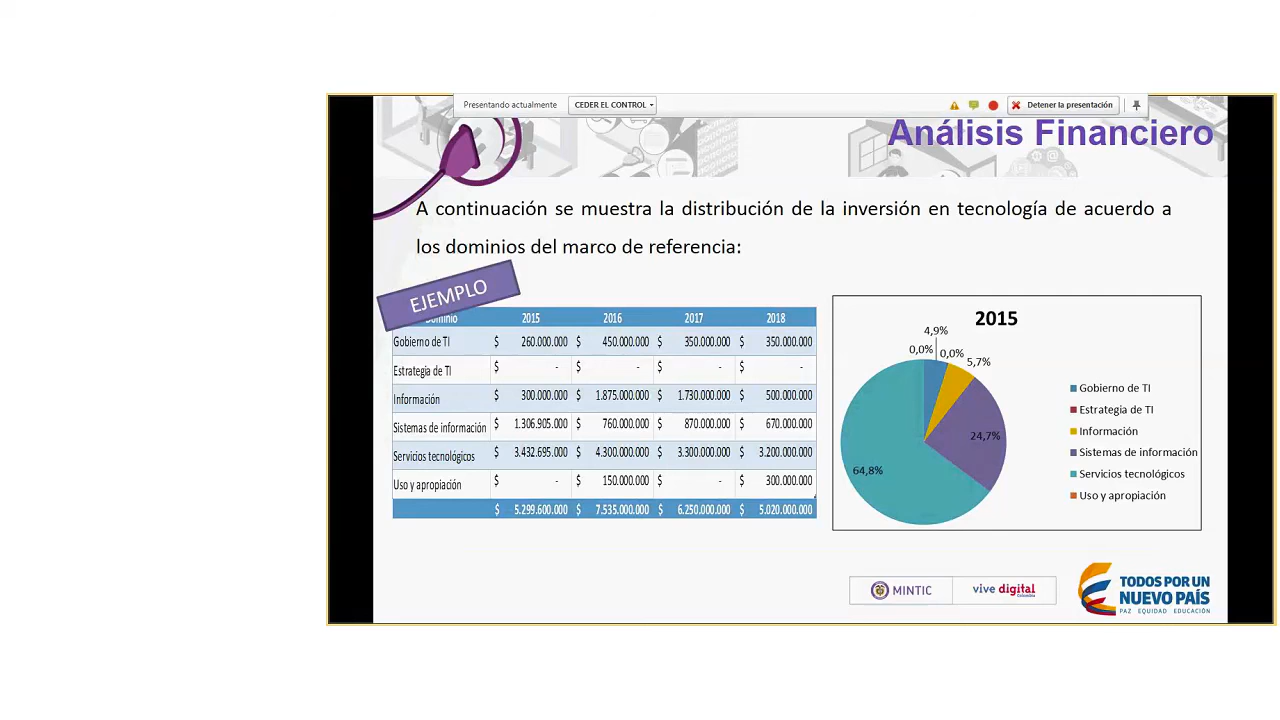 Presentando actualmente CEDER EL CONTROL Detener la presentación
Análisis Financiero
A continuación se muestra la distribución de la inversión en tecnología de acuerdo a
los dominios del marco de referencia:
EJEMPLO
Dominio 2015 2016 2017 2018
Gobierno de TI $ 260.000.000 $ 450.000.000 $ 350.000.000 $ 350.000.000
Estrategia de TI $ - $ - $ - $ -
Información $ 300.000.000 $ 1.875.000.000 $ 1.730.000.000 $ 500.000.000
Sistemas de información $ 1.306.905.000 $ 760.000.000 $ 870.000.000 $ 670.000.000
Servicios tecnológicos $ 3.432.695.000 $ 4.300.000.000 $ 3.300.000.000 $ 3.200.000.000
Uso y apropiación $ - $ 150.000.000 $ - $ 300.000.000
$ 5.299.600.000 $ 7.535.000.000 $ 6.250.000.000 $ 5.020.000.000
2015
4,9%
0,0% 0,0%
5,7%
24,7%
64,8%
Gobierno de TI
Estrategia de TI
Información
Sistemas de información
Servicios tecnológicos
Uso y apropiación
MINTIC
vive digital
Colombia
TODOS POR UN
NUEVO PAÍS
PAZ EQUIDAD EDUCACIÓN